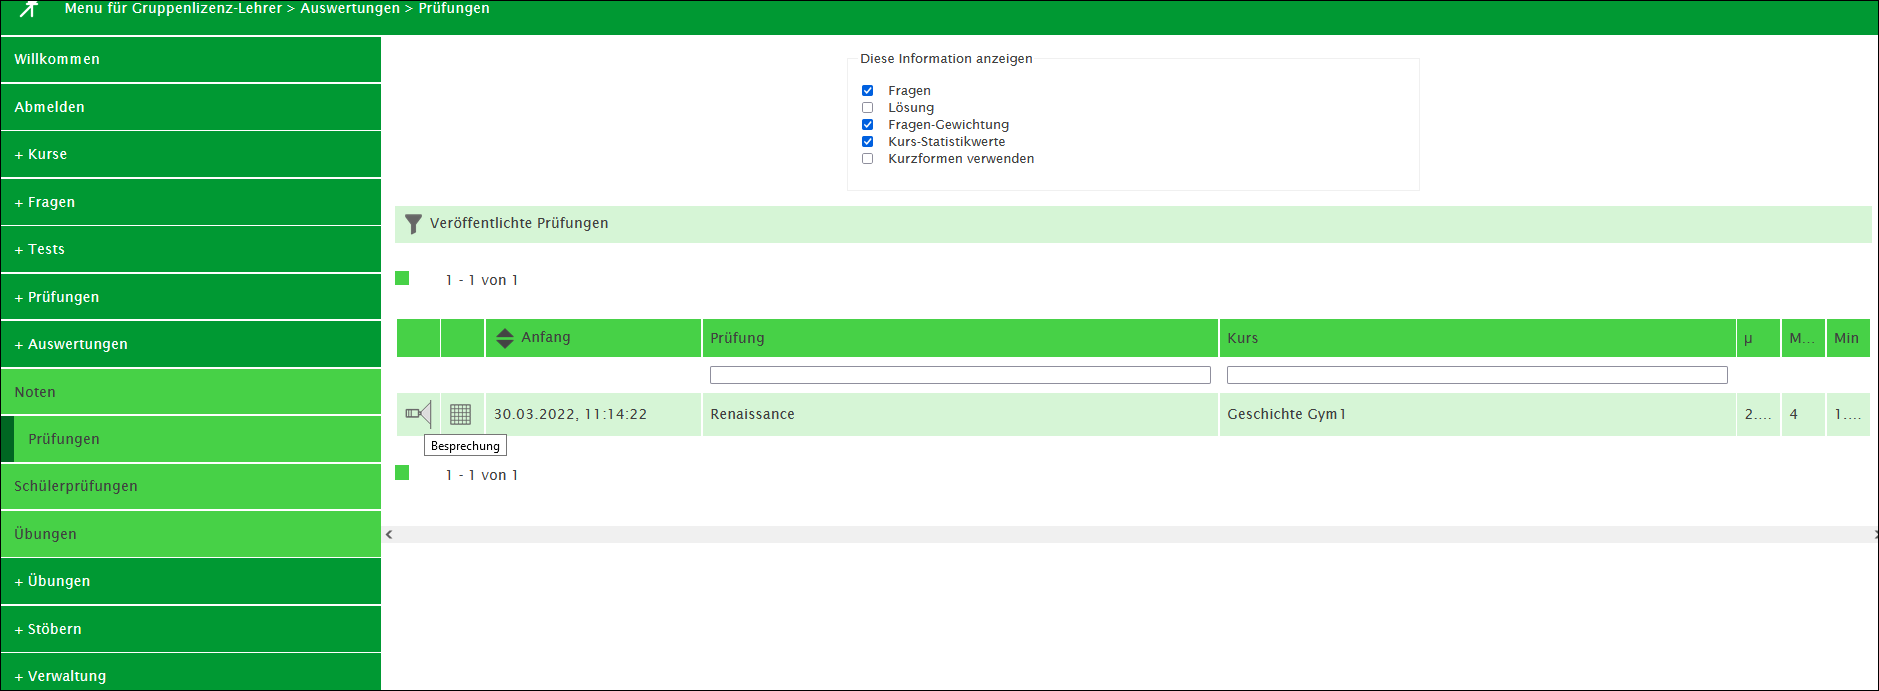 Menu für Gruppenlizenz-Lehrer > Auswertungen > Prüfungen
Willkommen
Abmelden
+ Kurse
+ Fragen
+ Tests
+ Prüfungen
+ Auswertungen
Noten
Prüfungen
Schülerprüfungen
Übungen
+ Übungen
+ Stöbern
+ Verwaltung
Diese Information anzeigen
Fragen
Lösung
Fragen-Gewichtung
Kurs-Statistikwerte
Kurzformen verwenden
Veröffentlichte Prüfungen
1 - 1 von 1
Anfang Prüfung Kurs μ M... Min
30.03.2022, 11:14:22 Renaissance Geschichte Gym1 2.... 4 1....
Besprechung
1 - 1 von 1